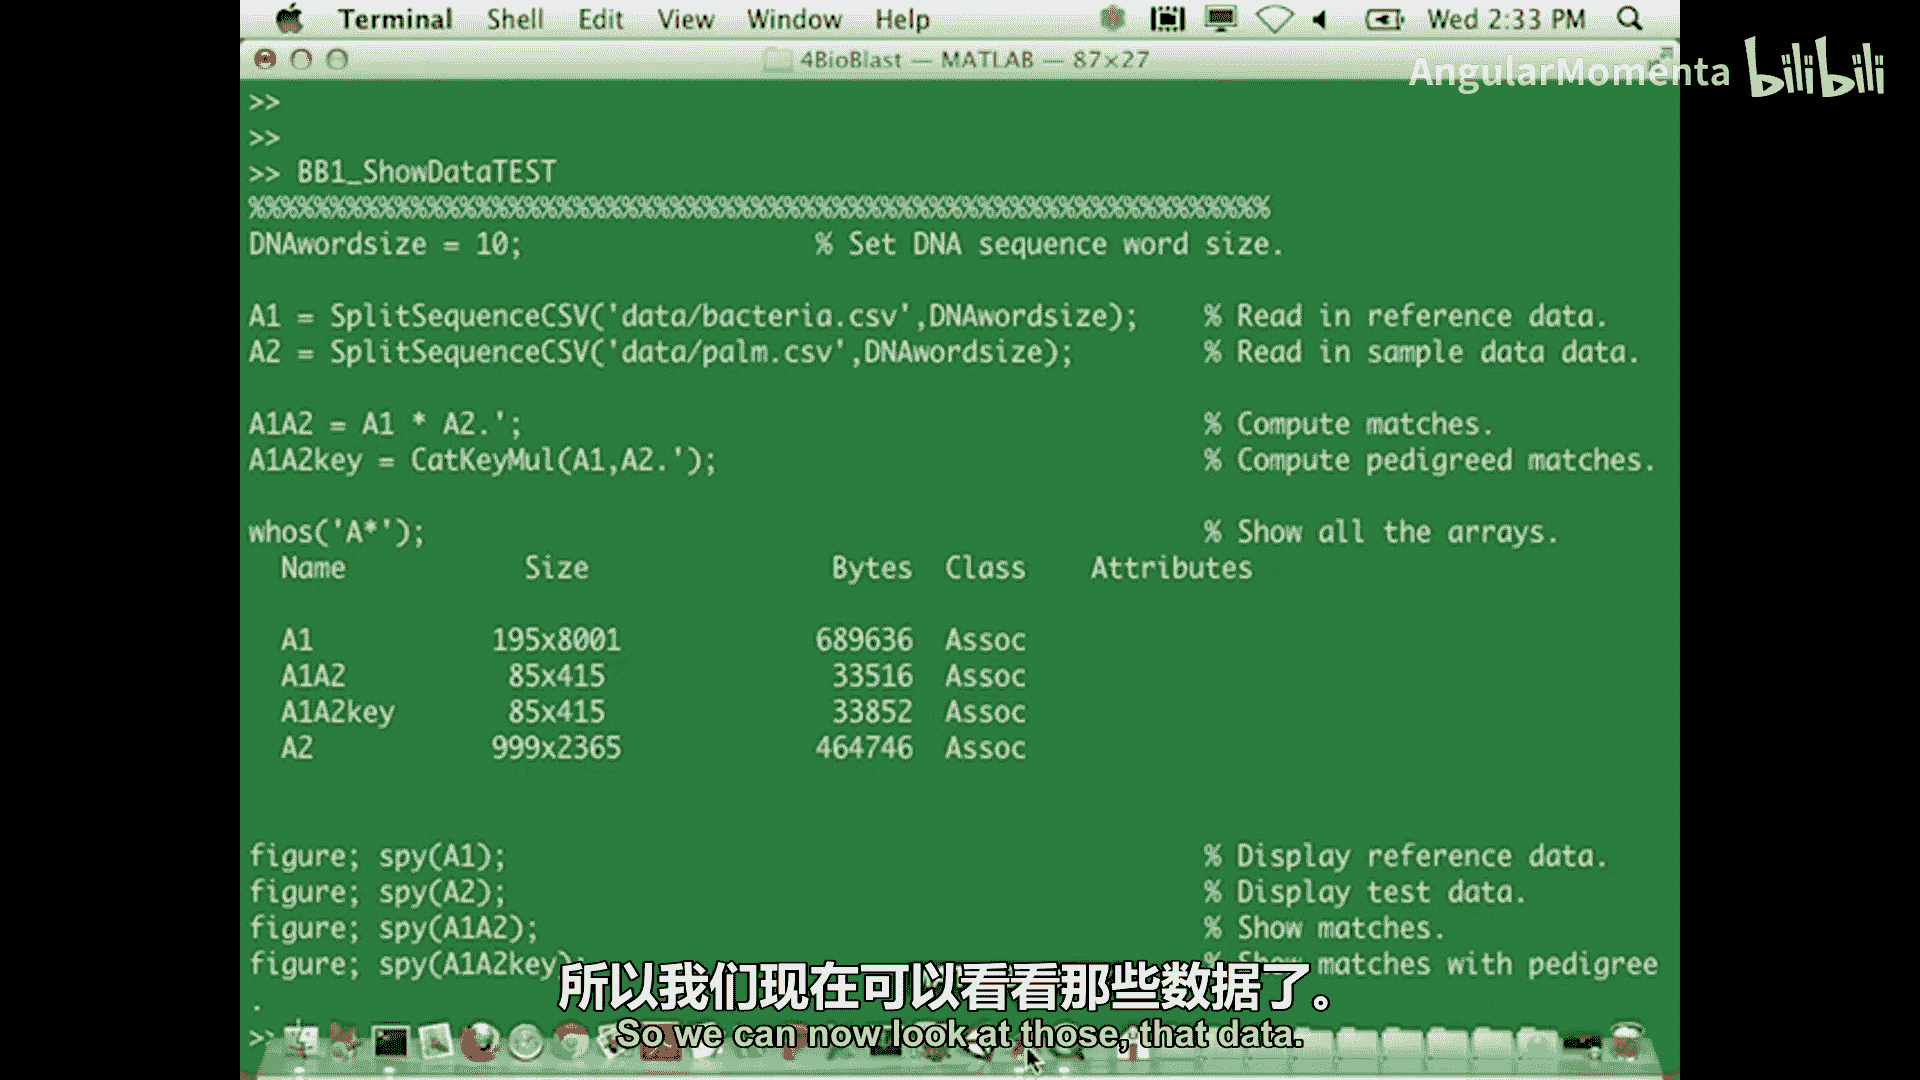 Terminal Shell Edit View Window Help Wed 2:33 PM
4BioBlast — MATLAB — 87×27
AngularMomenta bilibili
>>
>>
>> BB1_ShowDataTEST
%%%%%%%%%%%%%%%%%%%%%%%%%%%%%%%%%%%%%%%%%%%%%%%%%%%%%%%%%%%%%%%
DNAwordsize = 10; % Set DNA sequence word size.
A1 = SplitSequenceCSV('data/bacteria.csv',DNAwordsize); % Read in reference data.
A2 = SplitSequenceCSV('data/palm.csv',DNAwordsize); % Read in sample data data.
A1A2 = A1 * A2.'; % Compute matches.
A1A2key = CatKeyMul(A1,A2.'); % Compute pedigreed matches.
whos('A*'); % Show all the arrays.
Name Size Bytes Class Attributes
A1 195x8001 689636 Assoc
A1A2 85x415 33516 Assoc
A1A2key 85x415 33852 Assoc
A2 999x2365 464746 Assoc
figure; spy(A1); % Display reference data.
figure; spy(A2); % Display test data.
figure; spy(A1A2); % Show matches.
figure; spy(A1A2key); % Show matches with pedigree
.
>>
所以我们现在可以看看那些数据了。
So we can now look at those, that data.